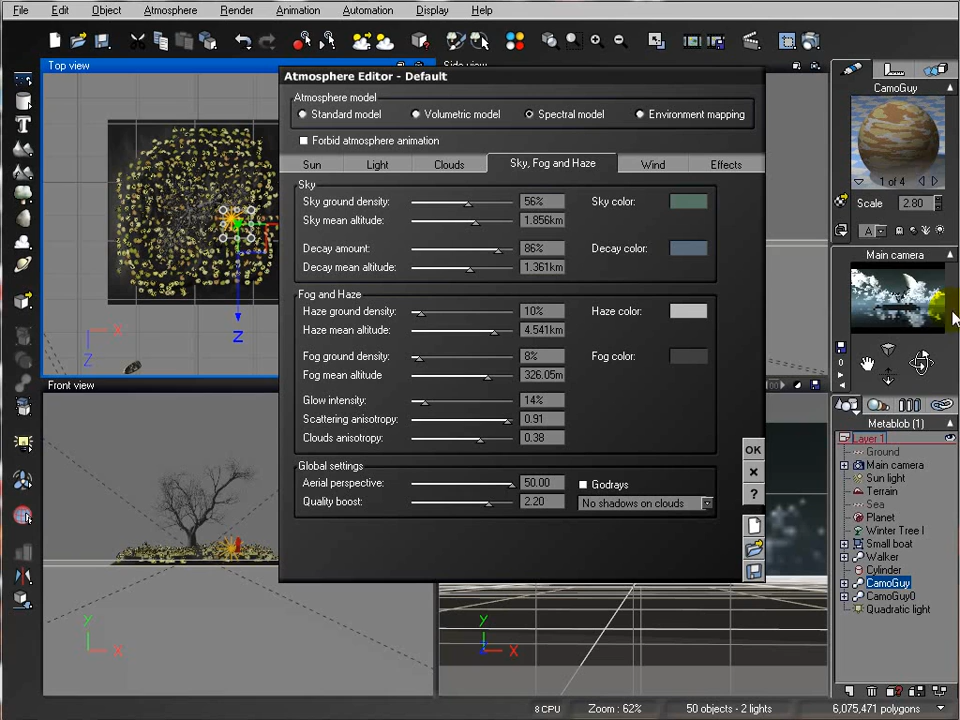 File Edit Object Atmosphere Render Animation Automation Display Help
Top view
Side view
Atmosphere Editor - Default
Atmosphere model
Standard model Volumetric model Spectral model Environment mapping
Forbid atmosphere animation
Sun Light Clouds Sky, Fog and Haze Wind Effects
Sky
Sky ground density: 56% Sky color:
Sky mean altitude: 1.856km
Decay amount: 86% Decay color:
Decay mean altitude: 1.361km
Fog and Haze
Haze ground density: 10% Haze color:
Haze mean altitude: 4.541km
Fog ground density: 8% Fog color:
Fog mean altitude 326.05m
Glow intensity: 14%
Scattering anisotropy: 0.91
Clouds anisotropy: 0.38
Global settings
Aerial perspective: 50.00 Godrays
Quality boost: 2.20 No shadows on clouds
OK
?
X
Z
Z
X
Front view
Y
X
Y
X
CamoGuy
1 of 4
Scale 2.80
A
Main camera
0
Metablob (1)
Layer 1
Ground
Main camera
Sun light
Terrain
Sea
Planet
Winter Tree I
Small boat
Walker
Cylinder
CamoGuy
CamoGuy0
Quadratic light
8 CPU Zoom : 62% 50 objects - 2 lights 6,075,471 polygons